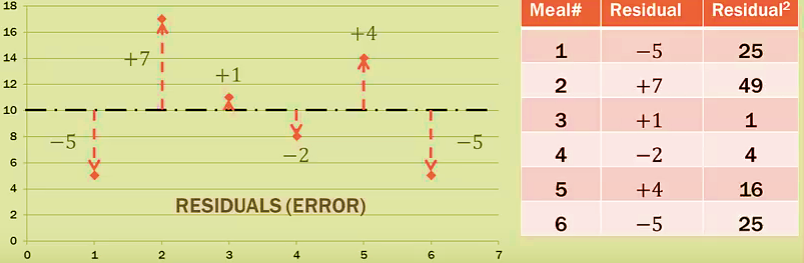 18
16
14
12
10
8
6
4
2
0
0 1 2 3 4 5 6 7
−5
+7
+1
−2
+4
−5
RESIDUALS (ERROR)
Meal# Residual Residual²
1 −5 25
2 +7 49
3 +1 1
4 −2 4
5 +4 16
6 −5 25